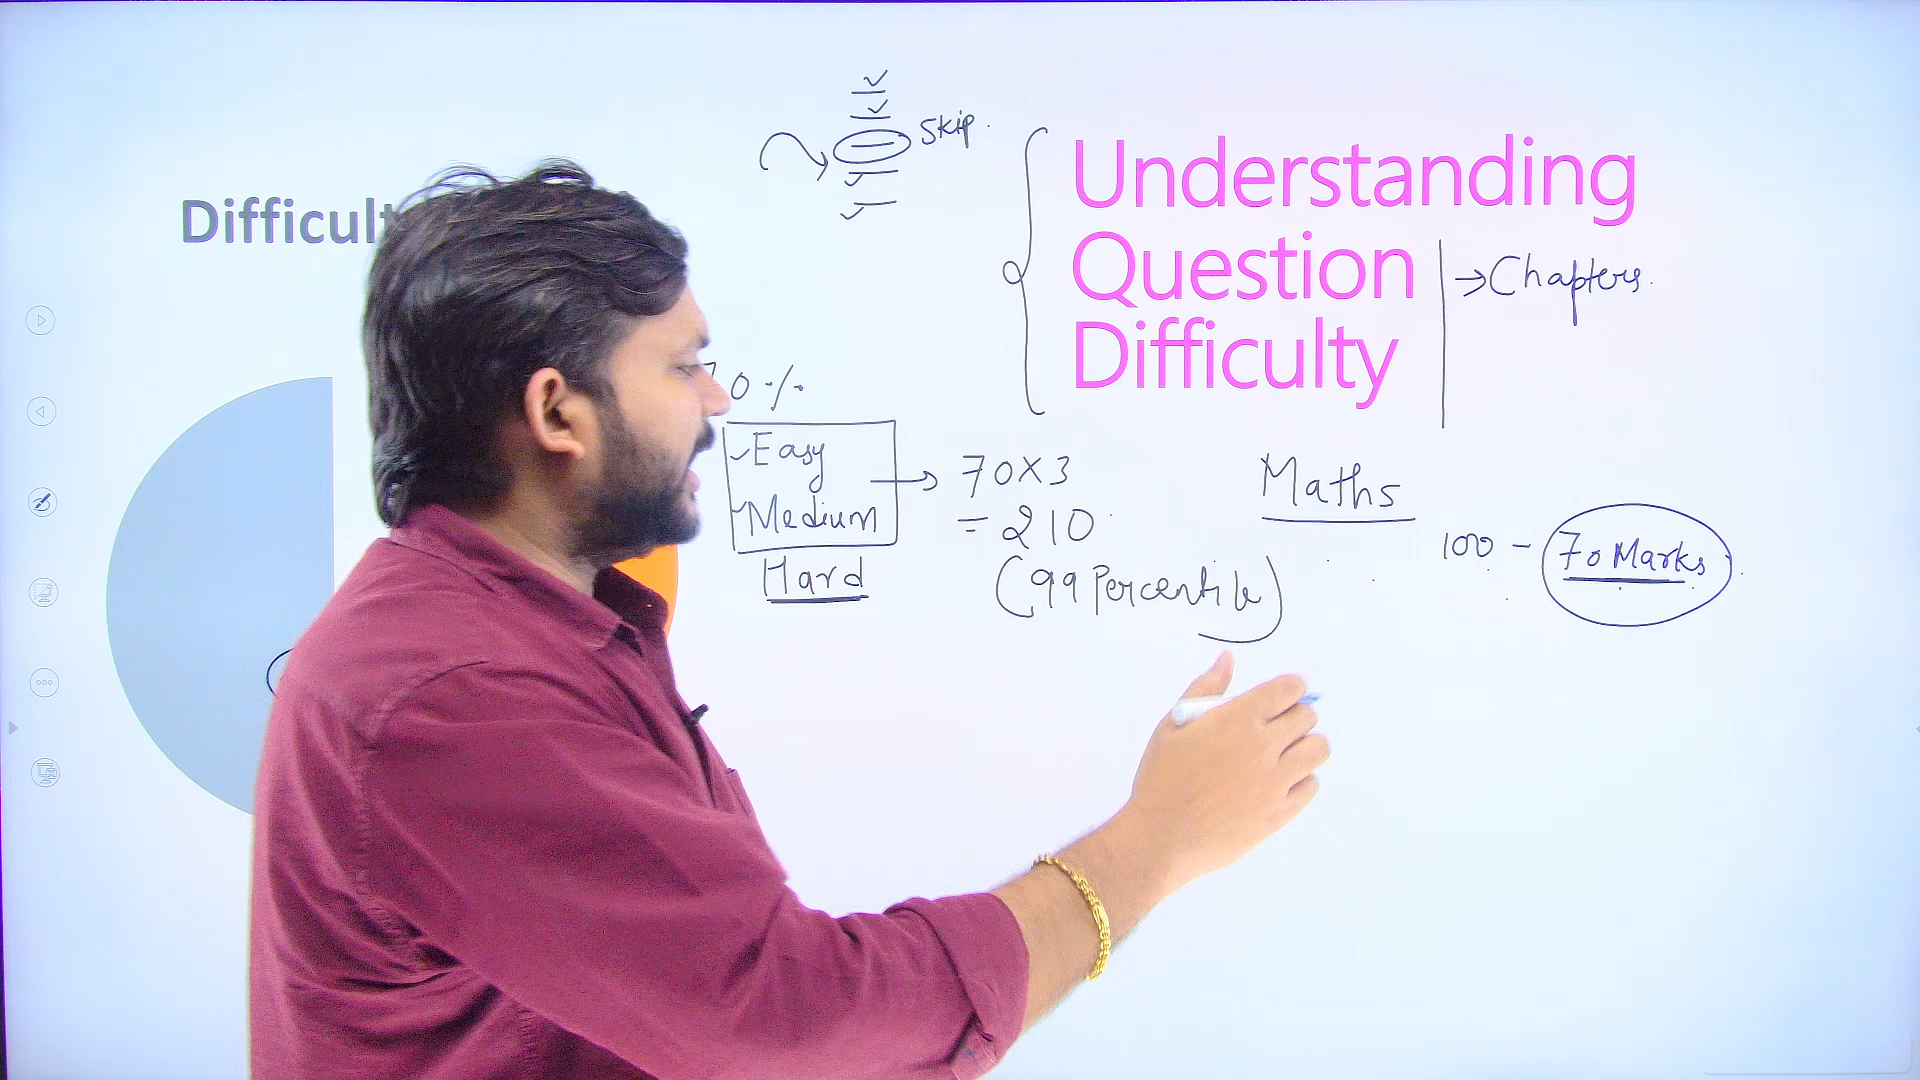 Skip.
Understanding
Question
Difficulty
→ Chapters.
Difficult
0 %
Easy
Medium
Hard
→ 70 x 3
= 210
(99 Percentile)
Maths
100 - 70 Marks